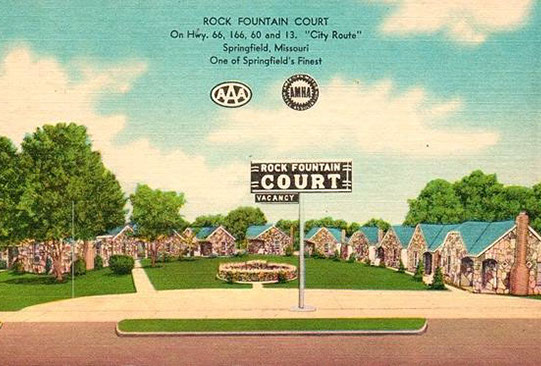 ROCK FOUNTAIN COURT
On Hwy. 66, 166, 60 and 13. "City Route"
Springfield, Missouri
One of Springfield's Finest
AAA
AMHA
ROCK FOUNTAIN
COURT
VACANCY